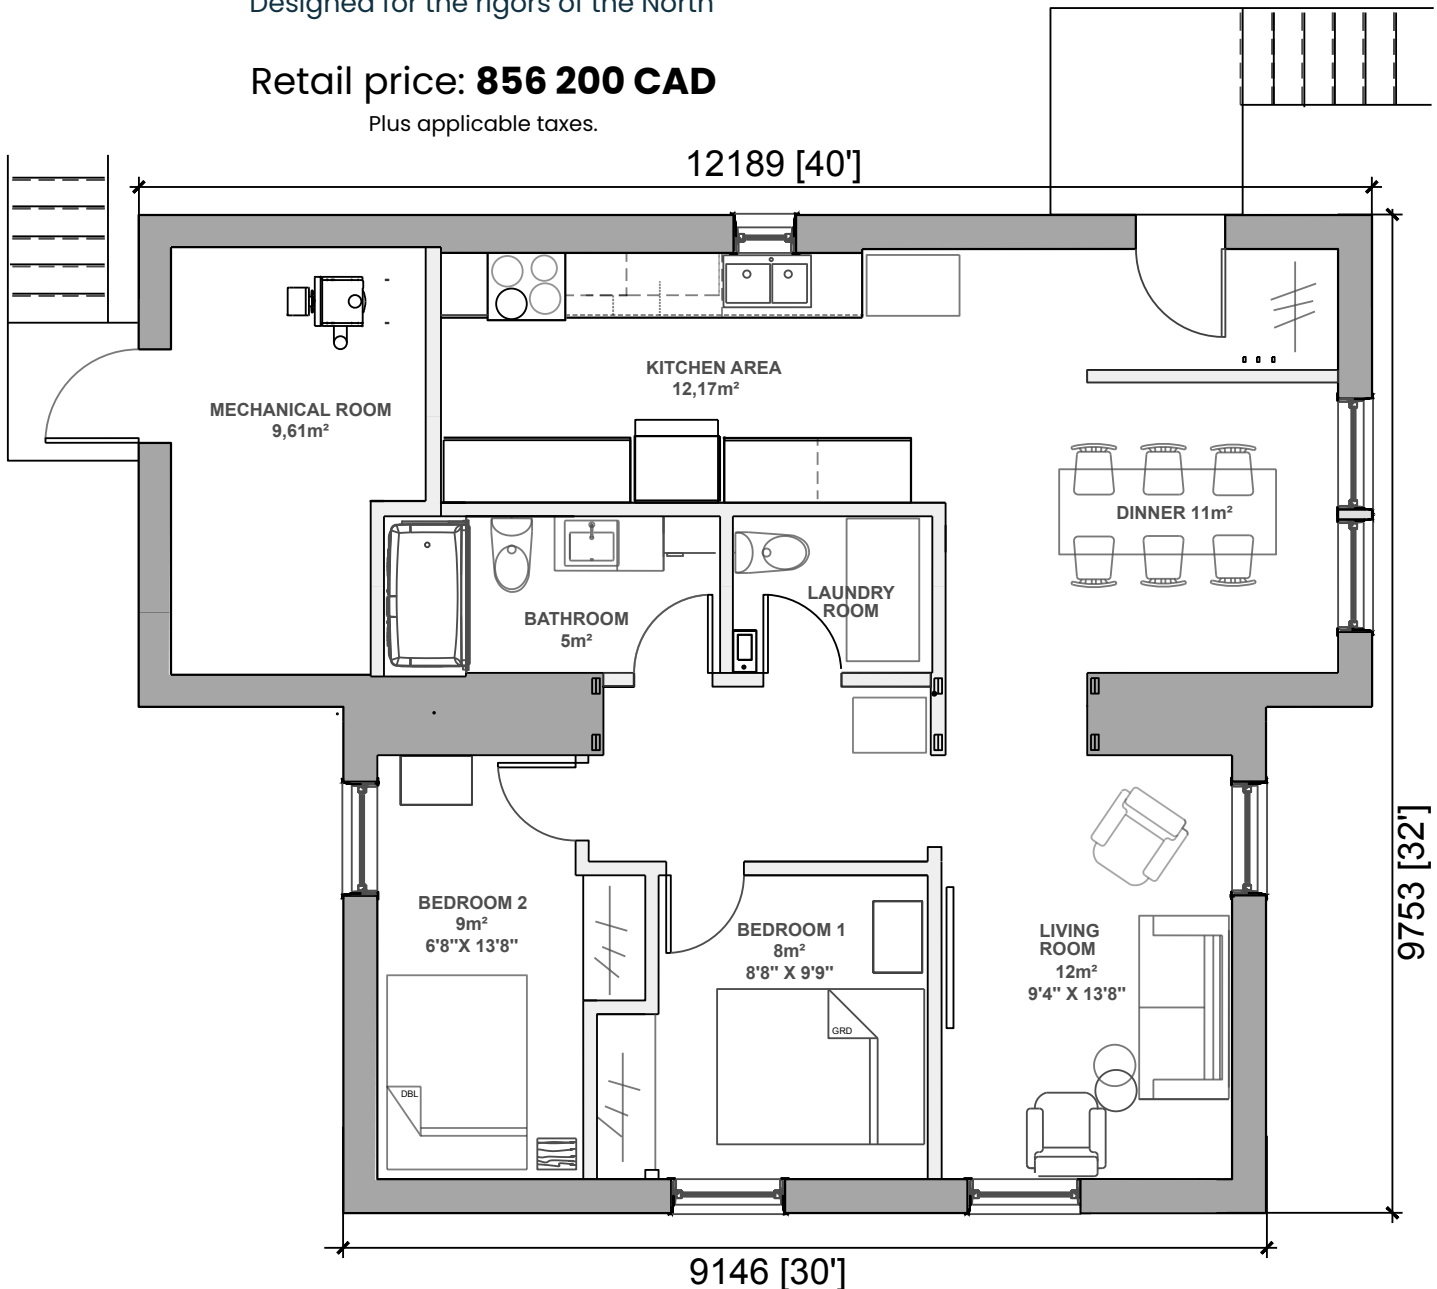 Designed for the rigors of the North
Retail price: 856 200 CAD
Plus applicable taxes.
12189 [40']
KITCHEN AREA
12,17m²
MECHANICAL ROOM
9,61m²
DINNER 11m²
LAUNDRY
ROOM
BATHROOM
5m²
9753 [32']
BEDROOM 2
9m²
6'8"X 13'8"
BEDROOM 1
8m²
8'8" X 9'9"
LIVING
ROOM
12m²
9'4" X 13'8"
GRD
DBL
9146 [30']